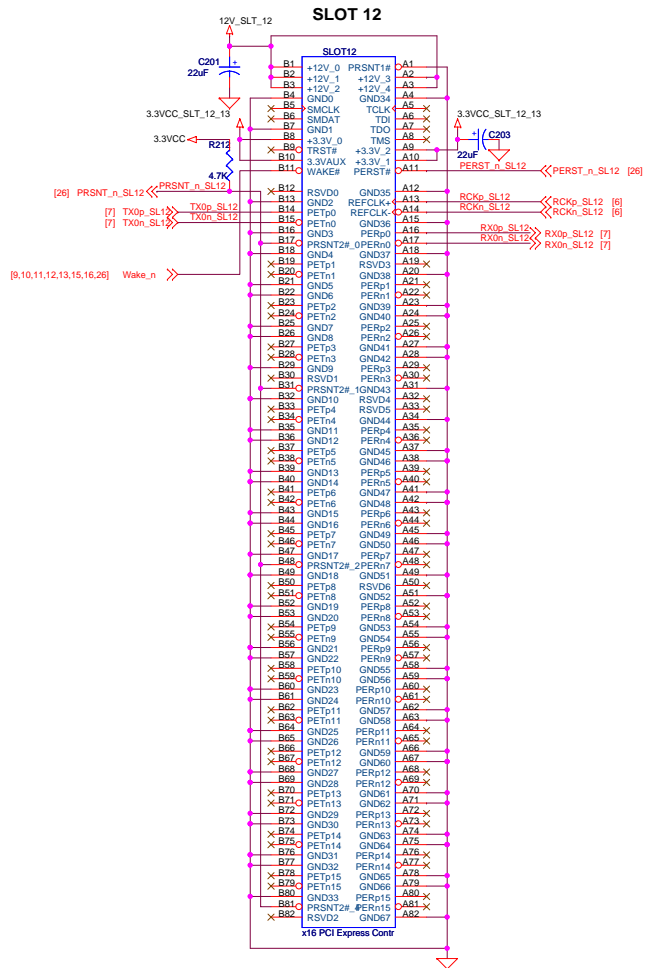 SLOT 12
12V_SLT_12
SLOT12
C201
22uF
B1 +12V_0 PRSNT1# A1
B2 +12V_1 +12V_3 A2
B3 +12V_2 +12V_4 A3
B4 GND0 GND34 A4
B5 SMCLK TCLK A5
B6 SMDAT TDI A6
B7 GND1 TDO A7
B8 +3.3V_0 TMS A8
B9 TRST# +3.3V_2 A9
B10 3.3VAUX +3.3V_1 A10
B11 WAKE# PERST# A11
3.3VCC_SLT_12_13
3.3VCC
R212
4.7K
3.3VCC_SLT_12_13
C203
22uF
PERST_n_SL12 PERST_n_SL12 [26]
[26] PRSNT_n_SL12 PRSNT_n_SL12
B12 RSVD0 GND35 A12
B13 GND2 REFCLK+ A13 RCKp_SL12 RCKp_SL12 [6]
[7] TX0p_SL12 TX0p_SL12 B14 PETp0 REFCLK- A14 RCKn_SL12 RCKn_SL12 [6]
[7] TX0n_SL12 TX0n_SL12 B15 PETn0 GND36 A15
B16 GND3 PERp0 A16 RX0p_SL12 RX0p_SL12 [7]
B17 PRSNT2#_0 PERn0 A17 RX0n_SL12 RX0n_SL12 [7]
B18 GND4 GND37 A18
B19 PETp1 RSVD3 A19
[9,10,11,12,13,15,16,26] Wake_n B20 PETn1 GND38 A20
B21 GND5 PERp1 A21
B22 GND6 PERn1 A22
B23 PETp2 GND39 A23
B24 PETn2 GND40 A24
B25 GND7 PERp2 A25
B26 GND8 PERn2 A26
B27 PETp3 GND41 A27
B28 PETn3 GND42 A28
B29 GND9 PERp3 A29
B30 RSVD1 PERn3 A30
B31 PRSNT2#_1 GND43 A31
B32 GND10 RSVD4 A32
B33 PETp4 RSVD5 A33
B34 PETn4 GND44 A34
B35 GND11 PERp4 A35
B36 GND12 PERn4 A36
B37 PETp5 GND45 A37
B38 PETn5 GND46 A38
B39 GND13 PERp5 A39
B40 GND14 PERn5 A40
B41 PETp6 GND47 A41
B42 PETn6 GND48 A42
B43 GND15 PERp6 A43
B44 GND16 PERn6 A44
B45 PETp7 GND49 A45
B46 PETn7 GND50 A46
B47 GND17 PERp7 A47
B48 PRSNT2#_2 PERn7 A48
B49 GND18 GND51 A49
B50 PETp8 RSVD6 A50
B51 PETn8 GND52 A51
B52 GND19 PERp8 A52
B53 GND20 PERn8 A53
B54 PETp9 GND53 A54
B55 PETn9 GND54 A55
B56 GND21 PERp9 A56
B57 GND22 PERn9 A57
B58 PETp10 GND55 A58
B59 PETn10 GND56 A59
B60 GND23 PERp10 A60
B61 GND24 PERn10 A61
B62 PETp11 GND57 A62
B63 PETn11 GND58 A63
B64 GND25 PERp11 A64
B65 GND26 PERn11 A65
B66 PETp12 GND59 A66
B67 PETn12 GND60 A67
B68 GND27 PERp12 A68
B69 GND28 PERn12 A69
B70 PETp13 GND61 A70
B71 PETn13 GND62 A71
B72 GND29 PERp13 A72
B73 GND30 PERn13 A73
B74 PETp14 GND63 A74
B75 PETn14 GND64 A75
B76 GND31 PERp14 A76
B77 GND32 PERn14 A77
B78 PETp15 GND65 A78
B79 PETn15 GND66 A79
B80 GND33 PERp15 A80
B81 PRSNT2#_4 PERn15 A81
B82 RSVD2 GND67 A82
x16 PCI Express Contr